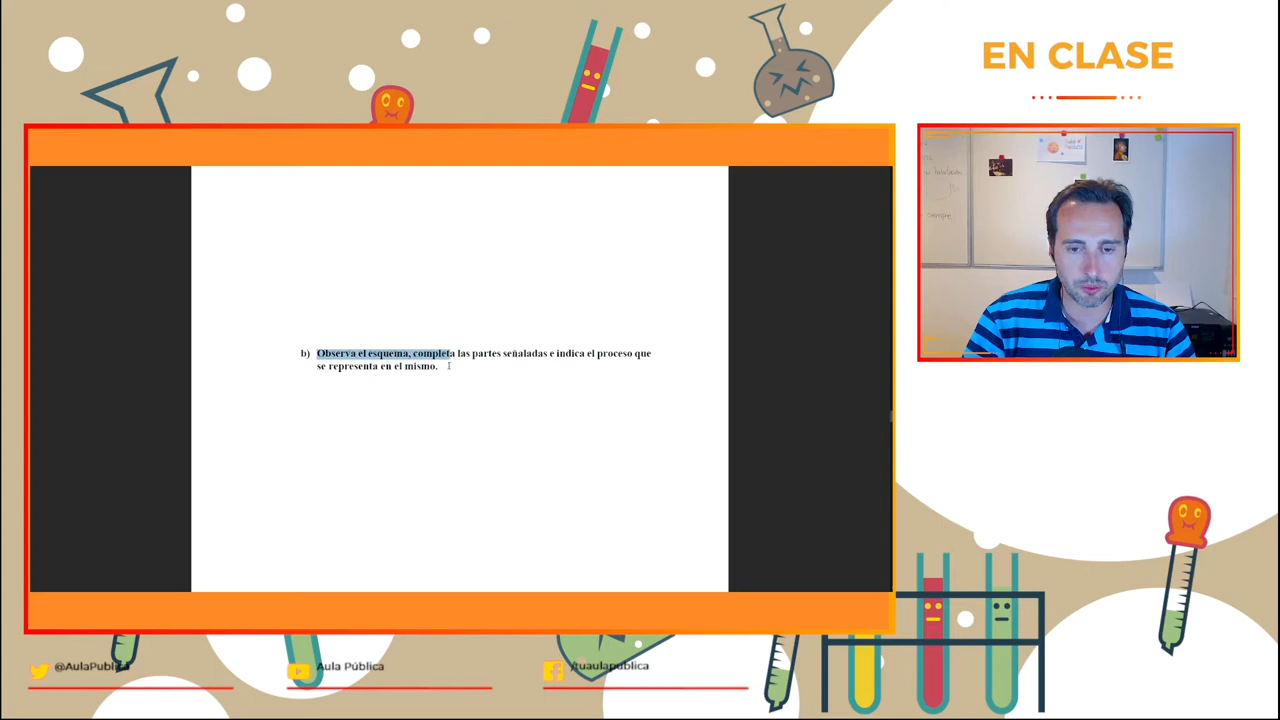 EN CLASE
b) Observa el esquema, completa las partes señaladas e indica el proceso que
se representa en el mismo.
@AulaPublica
Aula Pública
/tuaulapublica